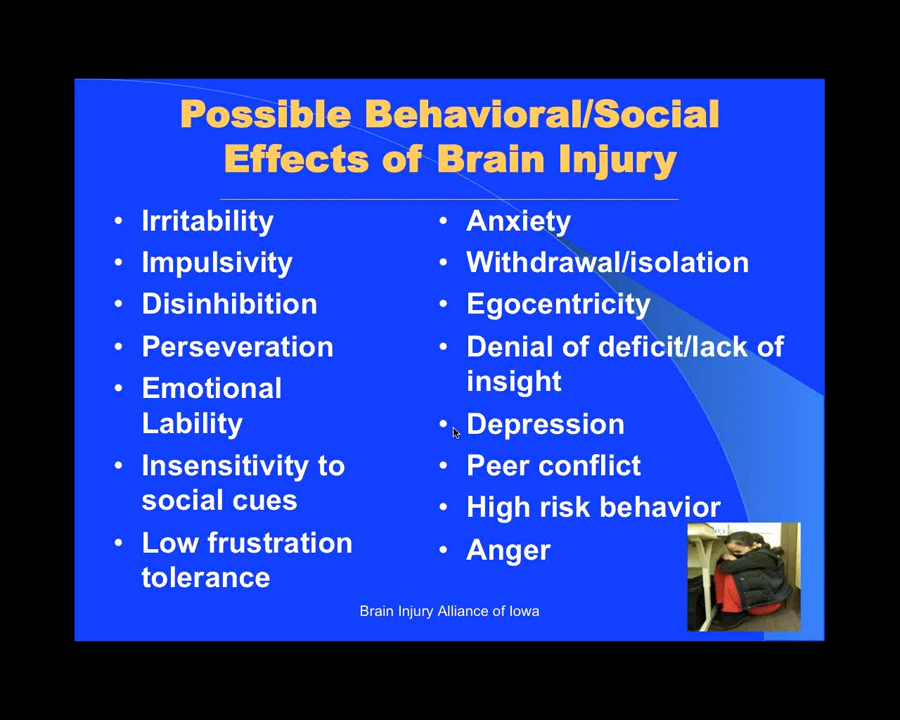 Possible Behavioral/Social
Effects of Brain Injury
• Irritability
• Impulsivity
• Disinhibition
• Perseveration
• Emotional
Lability
• Insensitivity to
social cues
• Low frustration
tolerance
• Anxiety
• Withdrawal/isolation
• Egocentricity
• Denial of deficit/lack of
insight
• Depression
• Peer conflict
• High risk behavior
• Anger
Brain Injury Alliance of Iowa